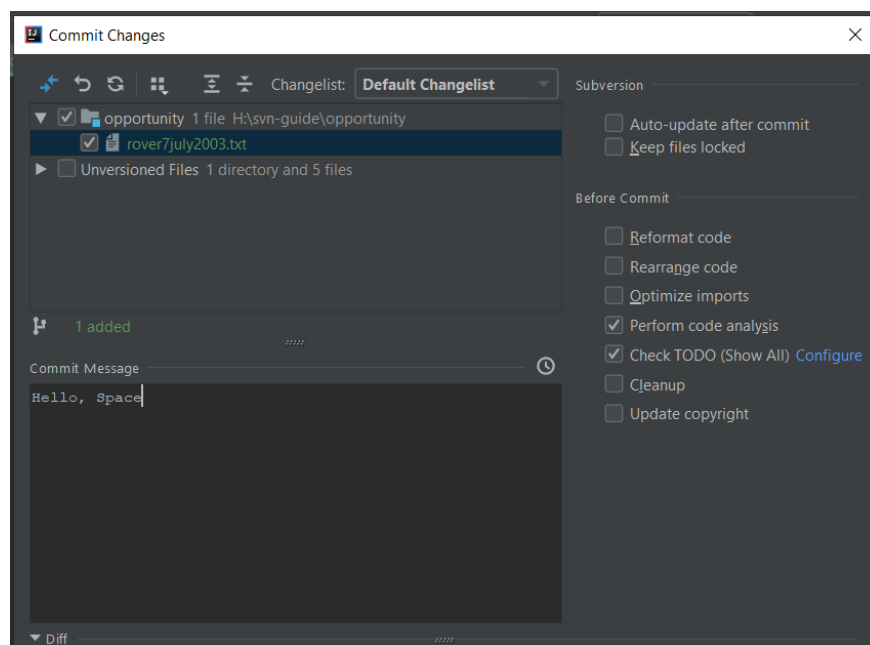 Commit Changes
Changelist: Default Changelist
opportunity 1 file H:\svn-guide\opportunity
rover7july2003.txt
Unversioned Files 1 directory and 5 files
1 added
Commit Message
Hello, Space
Diff
Subversion
Auto-update after commit
Keep files locked
Before Commit
Reformat code
Rearrange code
Optimize imports
Perform code analysis
Check TODO (Show All) Configure
Cleanup
Update copyright